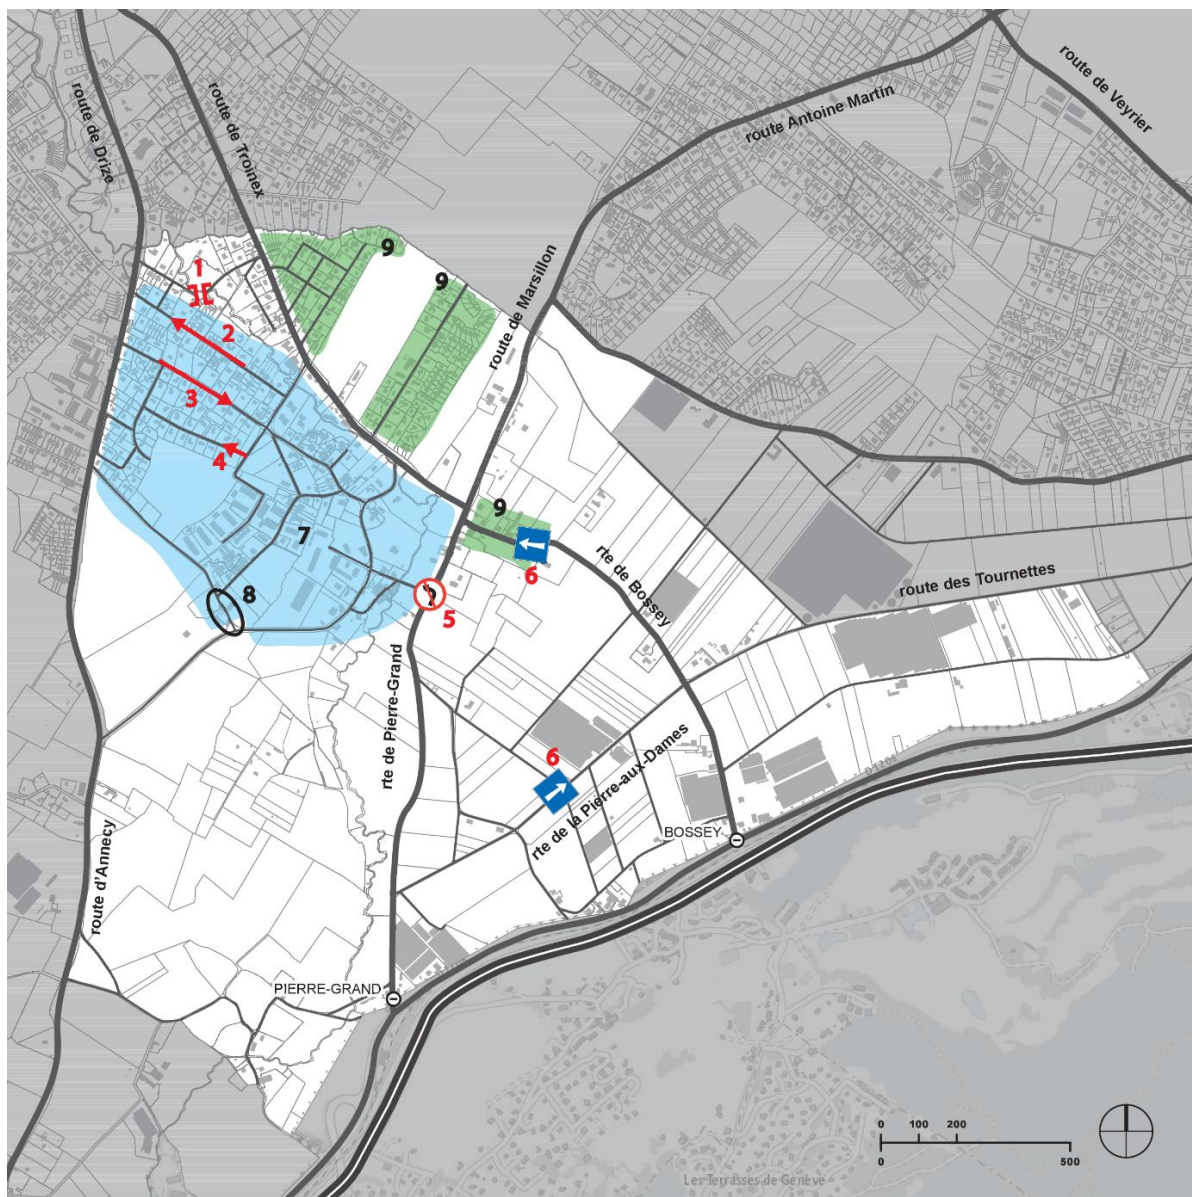 route de Drize
route de Troinex
route Antoine Martin
route de Veyrier
9
9
route de Marsillon
1
2
3
4
9
7
6
rte de Bossey
8
5
route des Tournettes
rte de Pierre-Grand
6
rte de la Pierre-aux-Dames
BOSSEY
route d'Annecy
PIERRE-GRAND
0 100 200
0 500
Les Terrasses de Genève